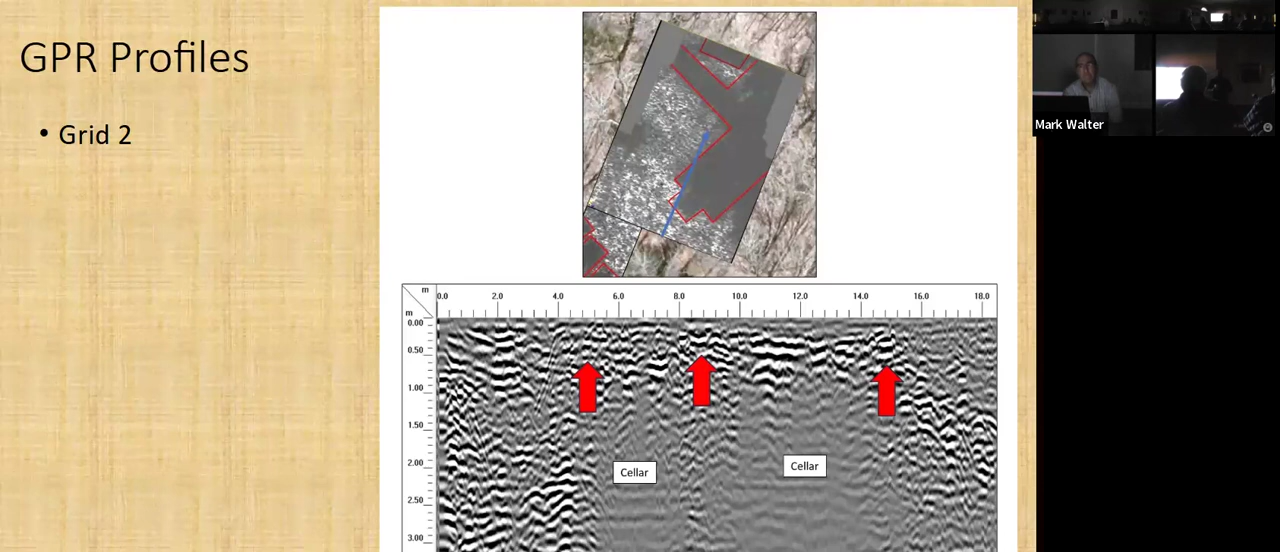 GPR Profiles
• Grid 2
m
0.0 2.0 4.0 6.0 8.0 10.0 12.0 14.0 16.0 18.0
m
0.00
0.50
1.00
1.50
2.00
2.50
3.00
Cellar
Cellar
Mark Walter